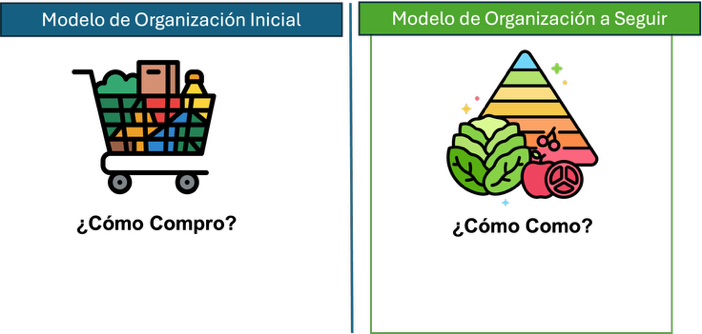 Modelo de Organización Inicial
Modelo de Organización a Seguir
¿Cómo Compro?
¿Cómo Como?